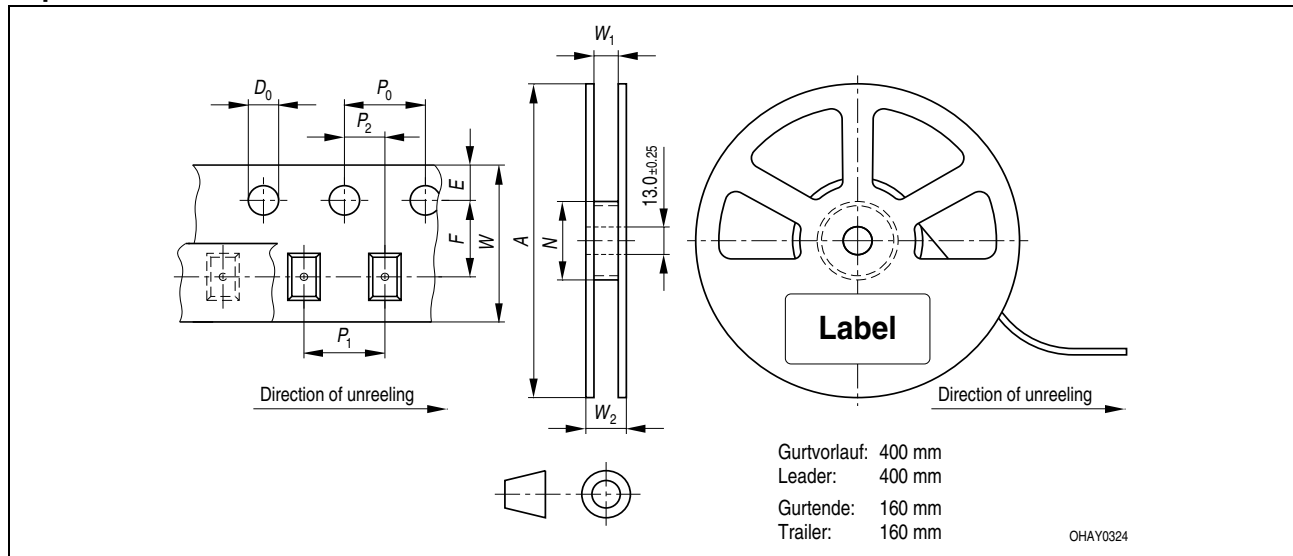 W1
D0
P0
P2
E
F
W
A
N
13.0±0.25
P1
Label
Direction of unreeling
W2
Direction of unreeling
Gurtvorlauf: 400 mm
Leader: 400 mm
Gurtende: 160 mm
Trailer: 160 mm
OHAY0324